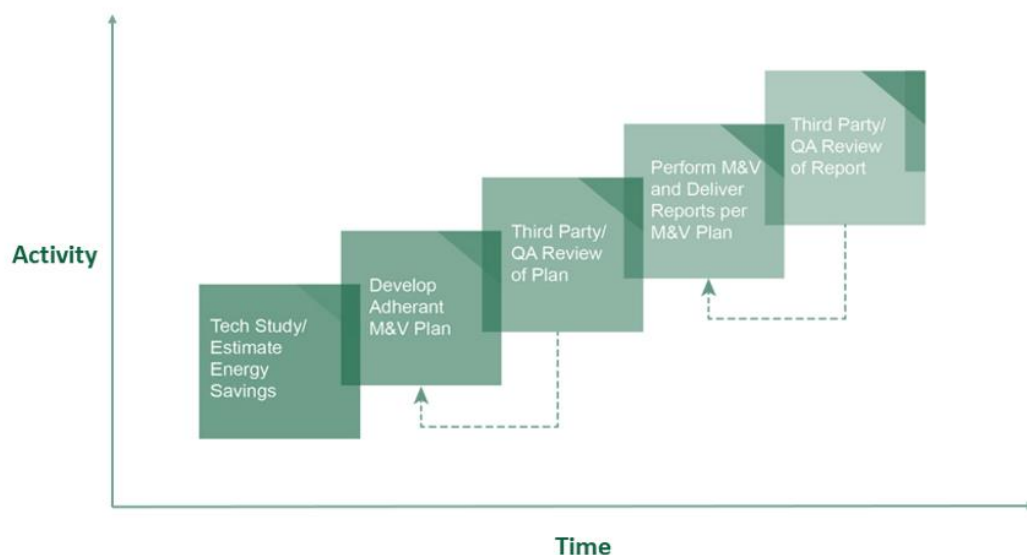 Activity
Tech Study/
Estimate
Energy
Savings
Develop
Adherant
M&V Plan
Third Party/
QA Review
of Plan
Perform M&V
and Deliver
Reports per
M&V Plan
Third Party/
QA Review
of Report
Time